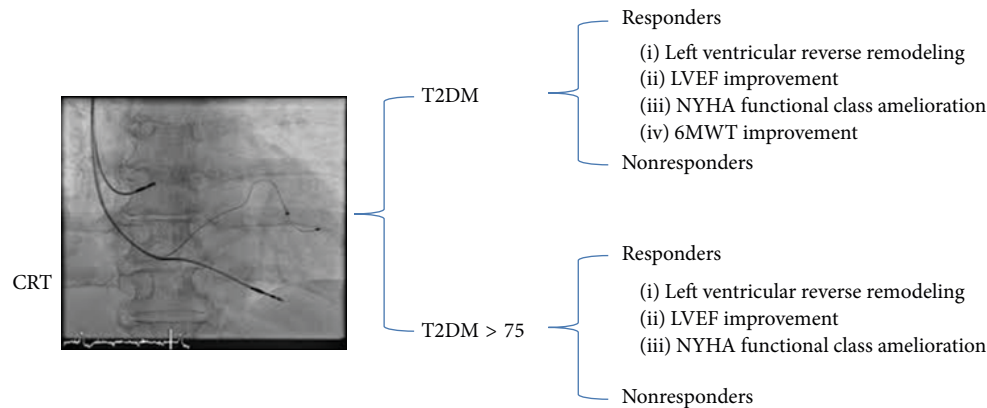 CRT
T2DM
Responders
(i) Left ventricular reverse remodeling
(ii) LVEF improvement
(iii) NYHA functional class amelioration
(iv) 6MWT improvement
Nonresponders
T2DM > 75
Responders
(i) Left ventricular reverse remodeling
(ii) LVEF improvement
(iii) NYHA functional class amelioration
Nonresponders